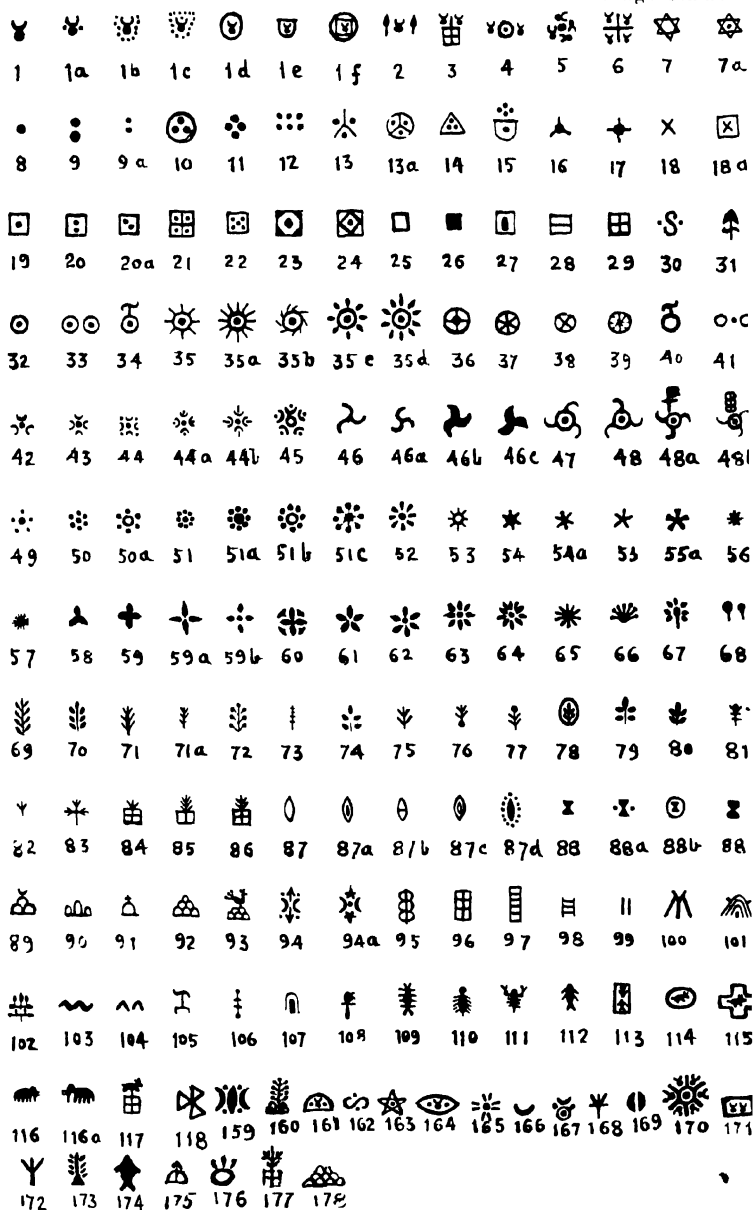 1 1a 1b 1c 1d 1e 1f 2 3 4 5 6 7 7a
8 9 9a 10 11 12 13 13a 14 15 16 17 18 18a
19 20 20a 21 22 23 24 25 26 27 28 29 30 31
32 33 34 35 35a 35b 35c 35d 36 37 38 39 40 41
42 43 44 44a 44b 45 46 46a 46b 46c 47 48 48a 48b
49 50 50a 51 51a 51b 51c 52 53 54 54a 55 55a 56
57 58 59 59a 59b 60 61 62 63 64 65 66 67 68
69 70 71 71a 72 73 74 75 76 77 78 79 80 81
82 83 84 85 86 87 87a 87b 87c 87d 88 88a 88b 88
89 90 91 92 93 94 94a 95 96 97 98 99 100 101
102 103 104 105 106 107 108 109 110 111 112 113 114 115
116 116a 117 118 159 160 161 162 163 164 165 166 167 168 169 170 171
172 173 174 175 176 177 178